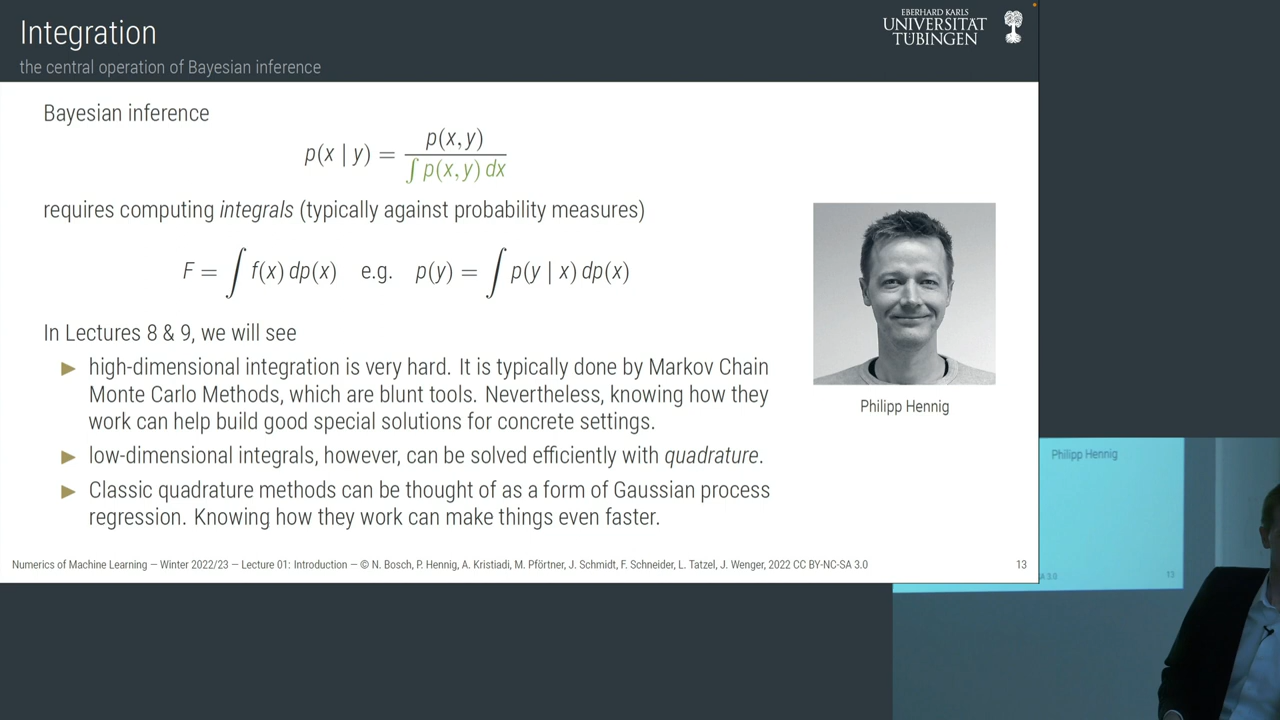 Integration
the central operation of Bayesian inference
EBERHARD KARLS
UNIVERSITÄT
TÜBINGEN
Bayesian inference
p(x | y) = p(x, y) / ∫ p(x, y) dx
requires computing integrals (typically against probability measures)
F = ∫ f(x) dp(x) e.g. p(y) = ∫ p(y | x) dp(x)
In Lectures 8 & 9, we will see
▶ high-dimensional integration is very hard. It is typically done by Markov Chain
Monte Carlo Methods, which are blunt tools. Nevertheless, knowing how they
work can help build good special solutions for concrete settings.
▶ low-dimensional integrals, however, can be solved efficiently with quadrature.
▶ Classic quadrature methods can be thought of as a form of Gaussian process
regression. Knowing how they work can make things even faster.
Philipp Hennig
Numerics of Machine Learning — Winter 2022/23 — Lecture 01: Introduction — © N. Bosch, P. Hennig, A. Kristiadi, M. Pförtner, J. Schmidt, F. Schneider, L. Tatzel, J. Wenger, 2022 CC BY-NC-SA 3.0
13
Philipp Hennig
SA 3.0
13